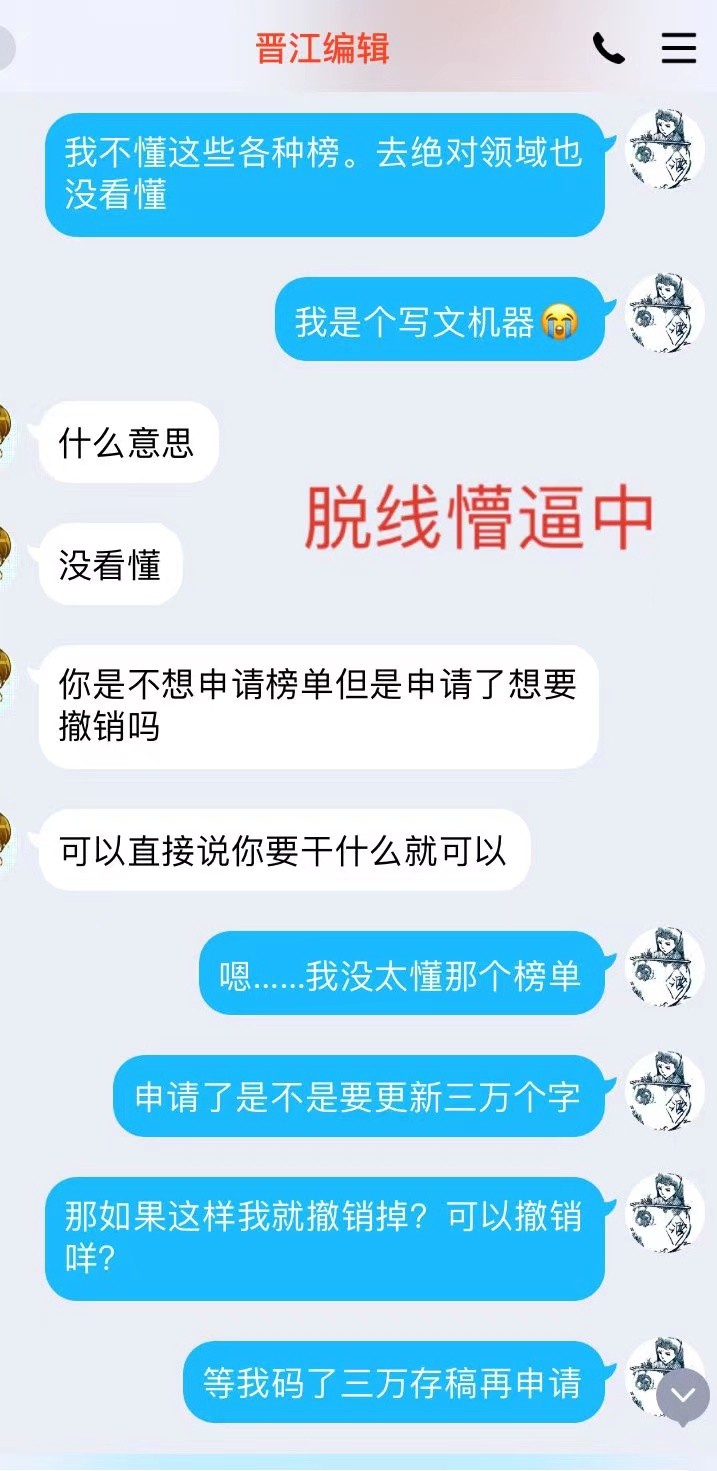 晋江编辑
我不懂这些各种榜。去绝对领域也
没看懂
我是个写文机器😭
什么意思
脱线懵逼中
没看懂
你是不想申请榜单但是申请了想要
撤销吗
可以直接说你要干什么就可以
嗯……我没太懂那个榜单
申请了是不是要更新三万个字
那如果这样我就撤销掉？可以撤销
咩？
等我码了三万存稿再申请